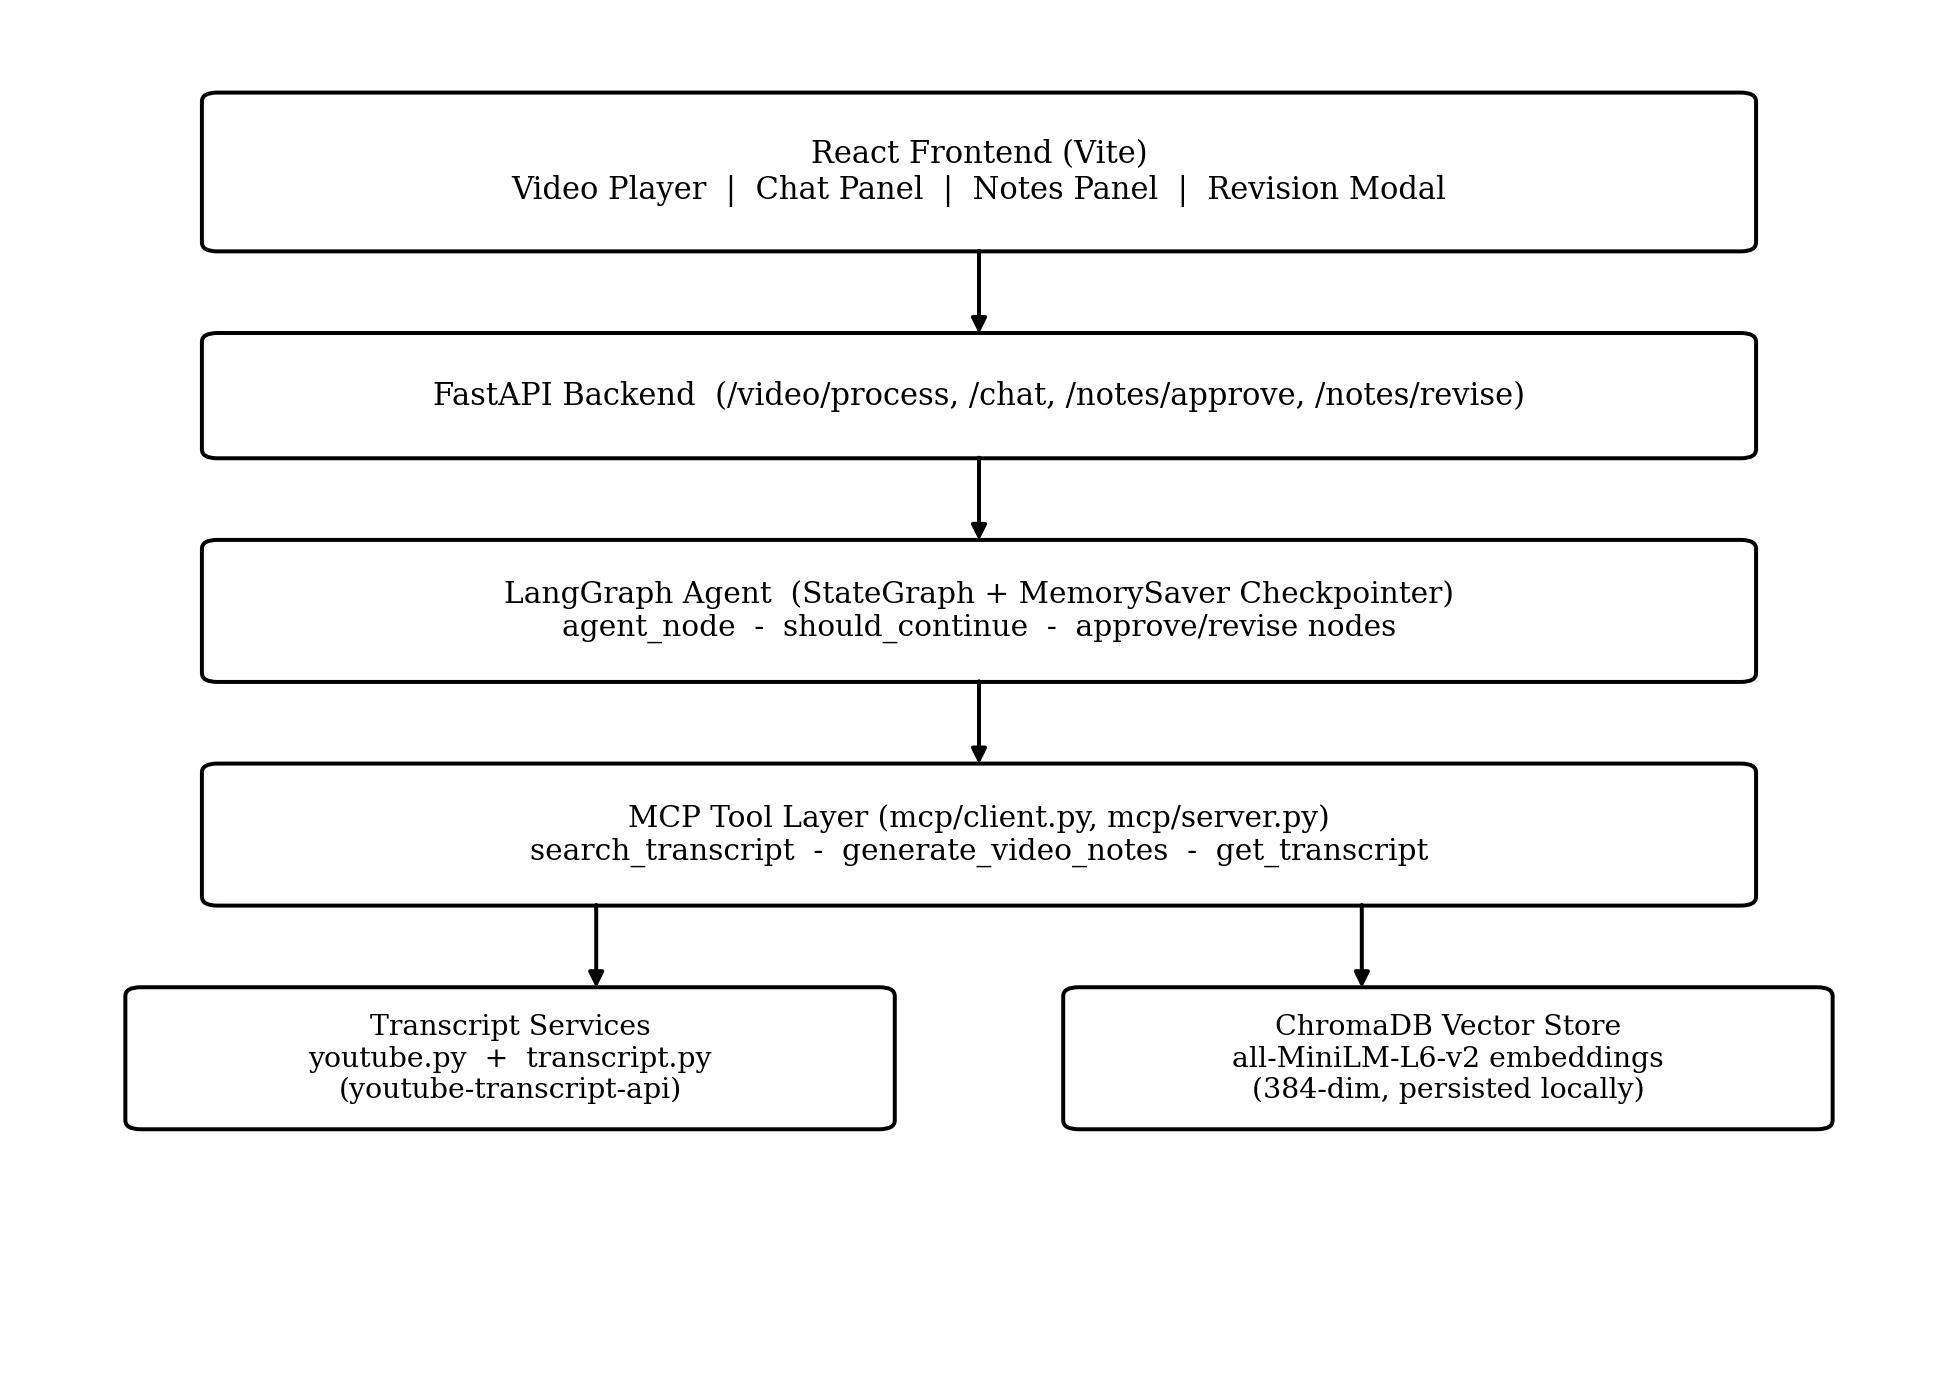 React Frontend (Vite)
Video Player | Chat Panel | Notes Panel | Revision Modal
FastAPI Backend (/video/process, /chat, /notes/approve, /notes/revise)
LangGraph Agent (StateGraph + MemorySaver Checkpointer)
agent_node - should_continue - approve/revise nodes
MCP Tool Layer (mcp/client.py, mcp/server.py)
search_transcript - generate_video_notes - get_transcript
Transcript Services
youtube.py + transcript.py
(youtube-transcript-api)
ChromaDB Vector Store
all-MiniLM-L6-v2 embeddings
(384-dim, persisted locally)